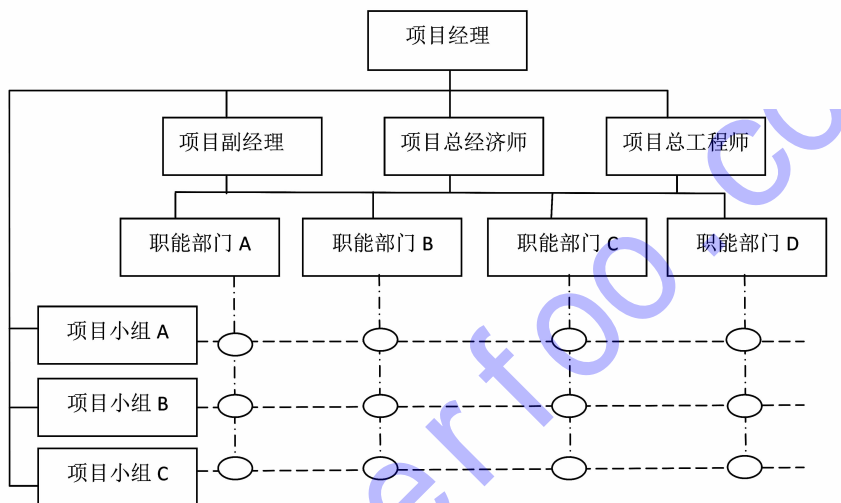 项目经理
项目副经理
项目总经济师
项目总工程师
职能部门 A
职能部门 B
职能部门 C
职能部门 D
项目小组 A
项目小组 B
项目小组 C
erfoo.co